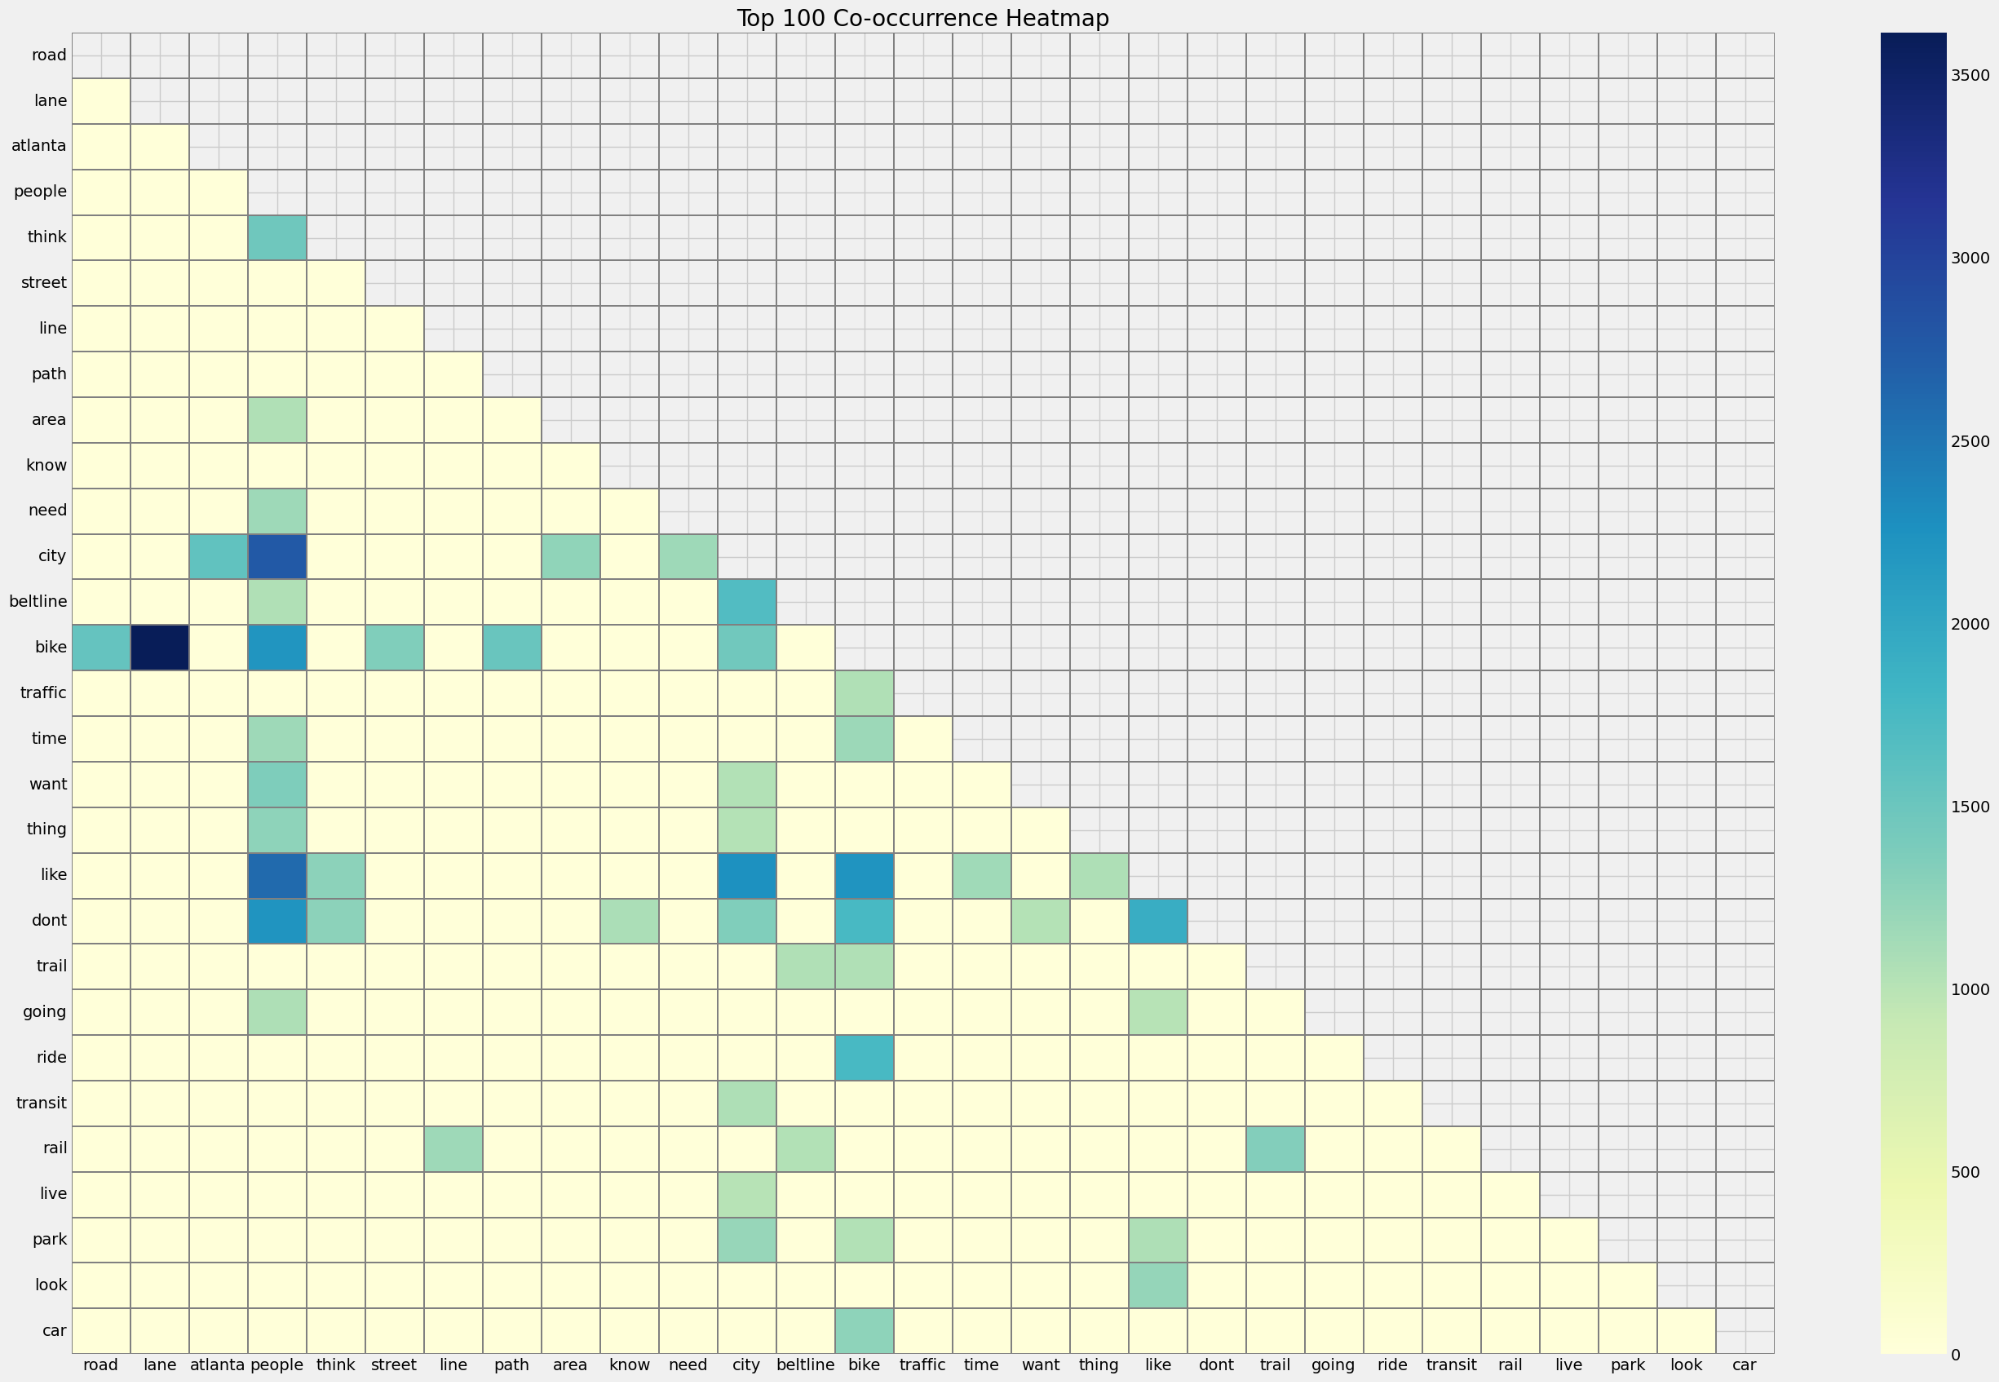 Top 100 Co-occurrence Heatmap
road
lane
atlanta
people
think
street
line
path
area
know
need
city
beltline
bike
traffic
time
want
thing
like
dont
trail
going
ride
transit
rail
live
park
look
car
road lane atlanta people think street line path area know need city beltline bike traffic time want thing like dont trail going ride transit rail live park look car
3500
3000
2500
2000
1500
1000
500
0